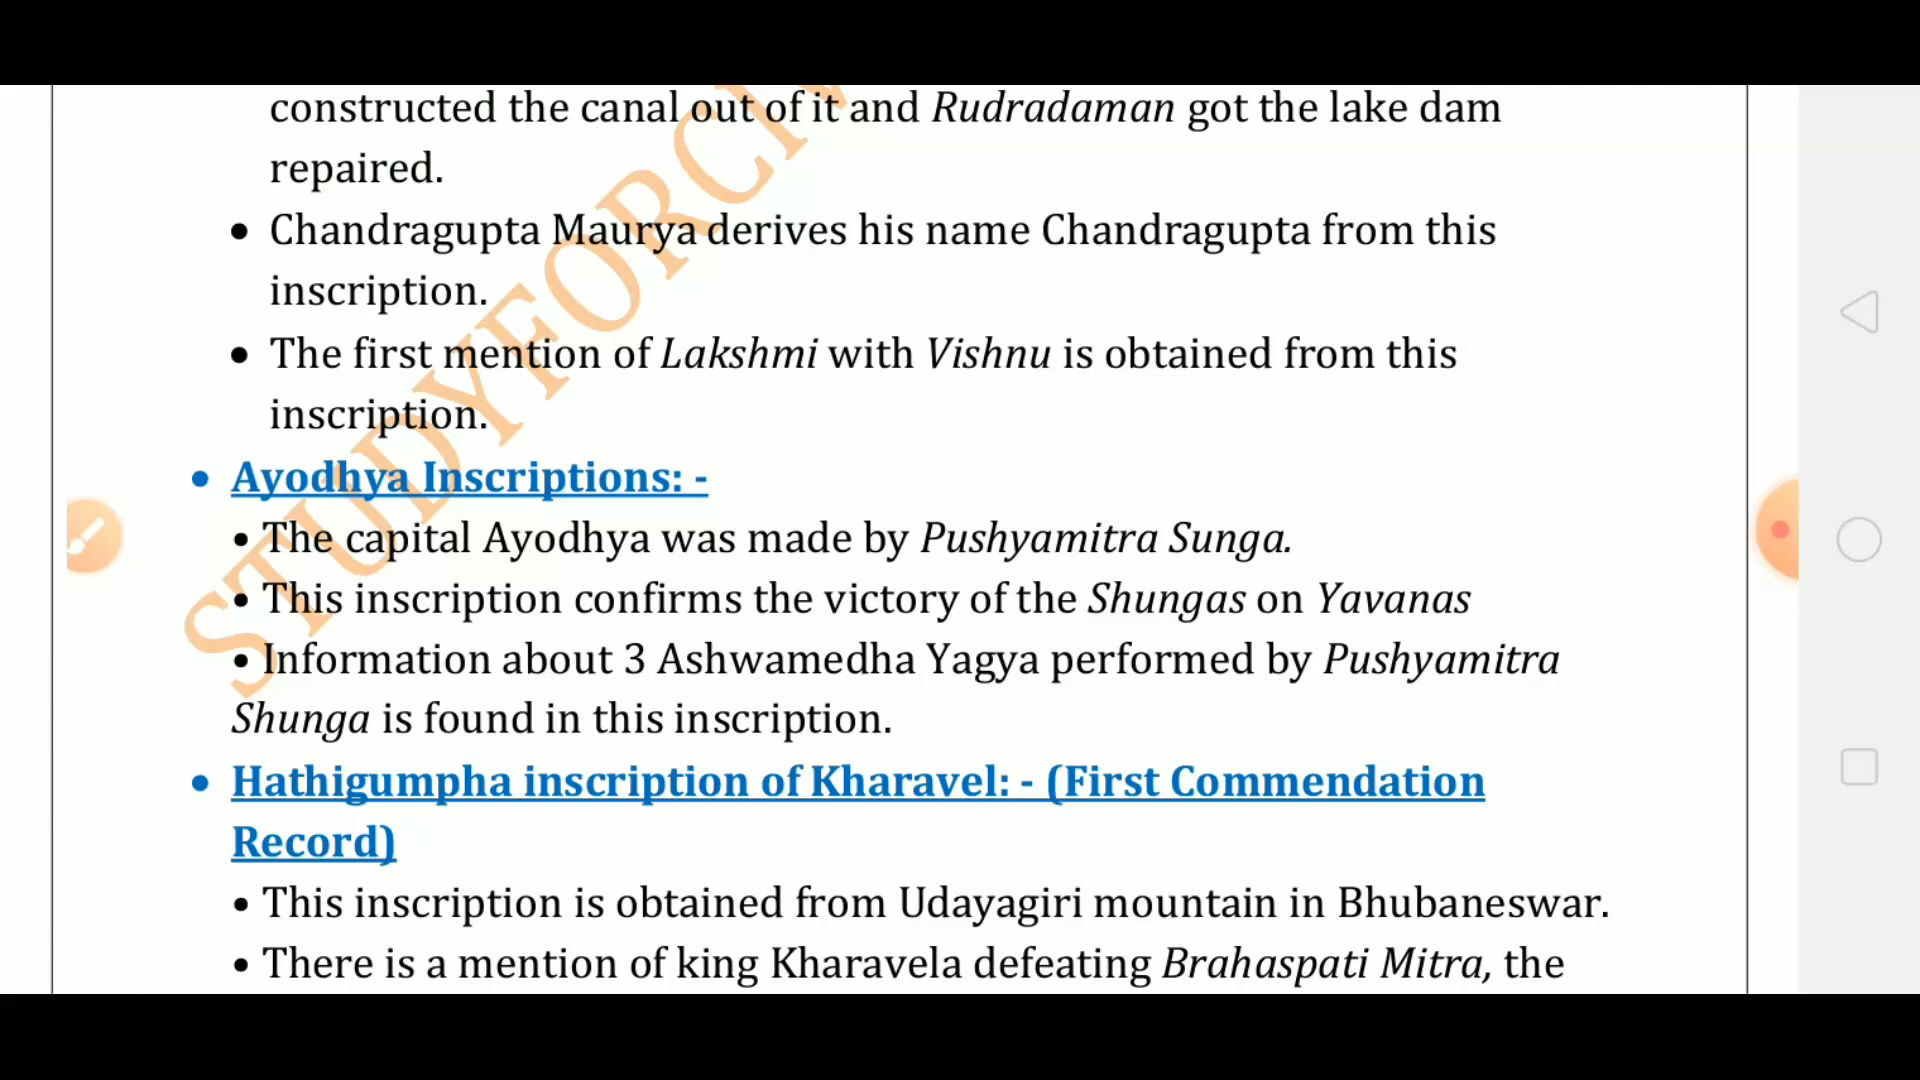 constructed the canal out of it and Rudradaman got the lake dam
repaired.
• Chandragupta Maurya derives his name Chandragupta from this
inscription.
• The first mention of Lakshmi with Vishnu is obtained from this
inscription.
• Ayodhya Inscriptions: -
• The capital Ayodhya was made by Pushyamitra Sunga.
• This inscription confirms the victory of the Shungas on Yavanas
• Information about 3 Ashwamedha Yagya performed by Pushyamitra
Shunga is found in this inscription.
• Hathigumpha inscription of Kharavel: - (First Commendation
Record)
• This inscription is obtained from Udayagiri mountain in Bhubaneswar.
• There is a mention of king Kharavela defeating Brahaspati Mitra, the